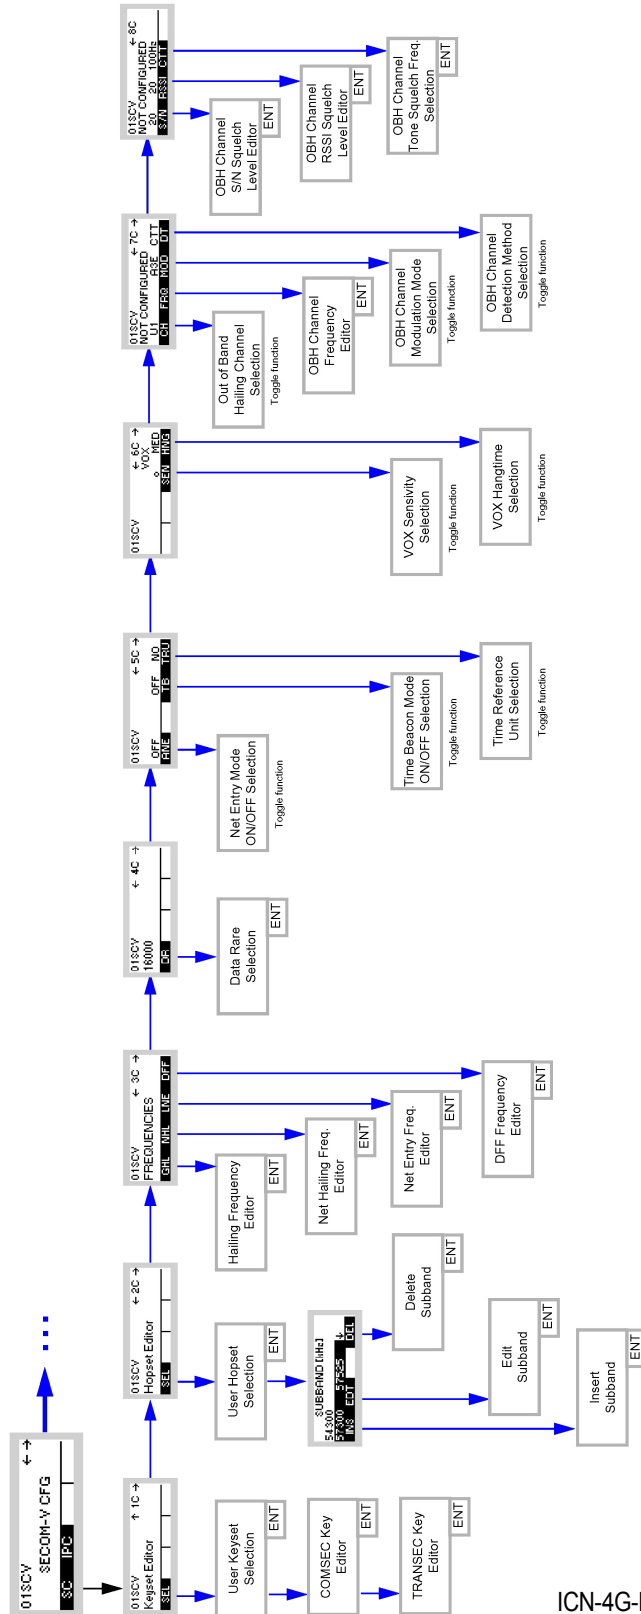 01SCV ← →
SECOM-V CFG
SC IPC
...
01SCV ↑ 1C →
Keyset Editor
SEL
User Keyset
Selection
ENT
COMSEC Key
Editor
ENT
TRANSEC Key
Editor
ENT
01SCV ← 2C →
Hopset Editor
SEL
User Hopset
Selection
ENT
SUBBAND [kHz]
54300
57300 57525 ↓
INS EDT DEL
Delete
Subband
ENT
Edit
Subband
ENT
Insert
Subband
ENT
01SCV ← 3C →
FREQUENCIES
GHL NHL LNE DFF
Hailing Frequency
Editor
ENT
Net Hailing Freq.
Editor
ENT
Net Entry Freq.
Editor
ENT
DFF Frequency
Editor
ENT
01SCV ← 4C →
16000
DR
Data Rare
Selection
ENT
01SCV ← 5C →
OFF OFF NO
ANE TB TRU
Net Entry Mode
ON/OFF Selection
Toggle function
Time Beacon Mode
ON/OFF Selection
Toggle function
Time Reference
Unit Selection
Toggle function
01SCV ← 6C →
VOX
MED
SEN HNG
VOX Sensivity
Selection
Toggle function
VOX Hangtime
Selection
Toggle function
01SCV ← 7C →
NOT CONFIGURED
U1 A3E CTT
CH FRQ MOD DT
Out of Band
Hailing Channel
Selection
Toggle function
OBH Channel
Frequency
Editor
ENT
OBH Channel
Modulation Mode
Selection
Toggle function
OBH Channel
Detection Method
Selection
Toggle function
01SCV ← 8C
NOT CONFIGURED
20 20 100Hz
S/N RSSI CTT
OBH Channel
S/N Squelch
Level Editor
ENT
OBH Channel
RSSI Squelch
Level Editor
ENT
OBH Channel
Tone Squelch Freq.
Selection
ENT